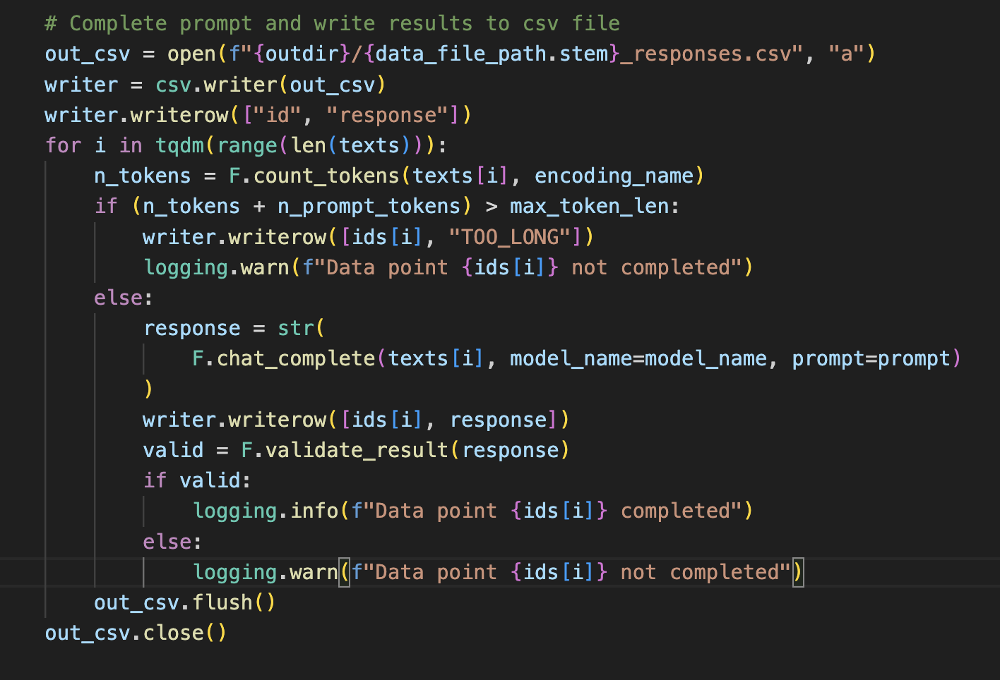 # Complete prompt and write results to csv file
out_csv = open(f"{outdir}/{data_file_path.stem}_responses.csv", "a")
writer = csv.writer(out_csv)
writer.writerow(["id", "response"])
for i in tqdm(range(len(texts))):
    n_tokens = F.count_tokens(texts[i], encoding_name)
    if (n_tokens + n_prompt_tokens) > max_token_len:
        writer.writerow([ids[i], "TOO_LONG"])
        logging.warn(f"Data point {ids[i]} not completed")
    else:
        response = str(
            F.chat_complete(texts[i], model_name=model_name, prompt=prompt)
        )
        writer.writerow([ids[i], response])
        valid = F.validate_result(response)
        if valid:
            logging.info(f"Data point {ids[i]} completed")
        else:
            logging.warn(f"Data point {ids[i]} not completed")
    out_csv.flush()
out_csv.close()